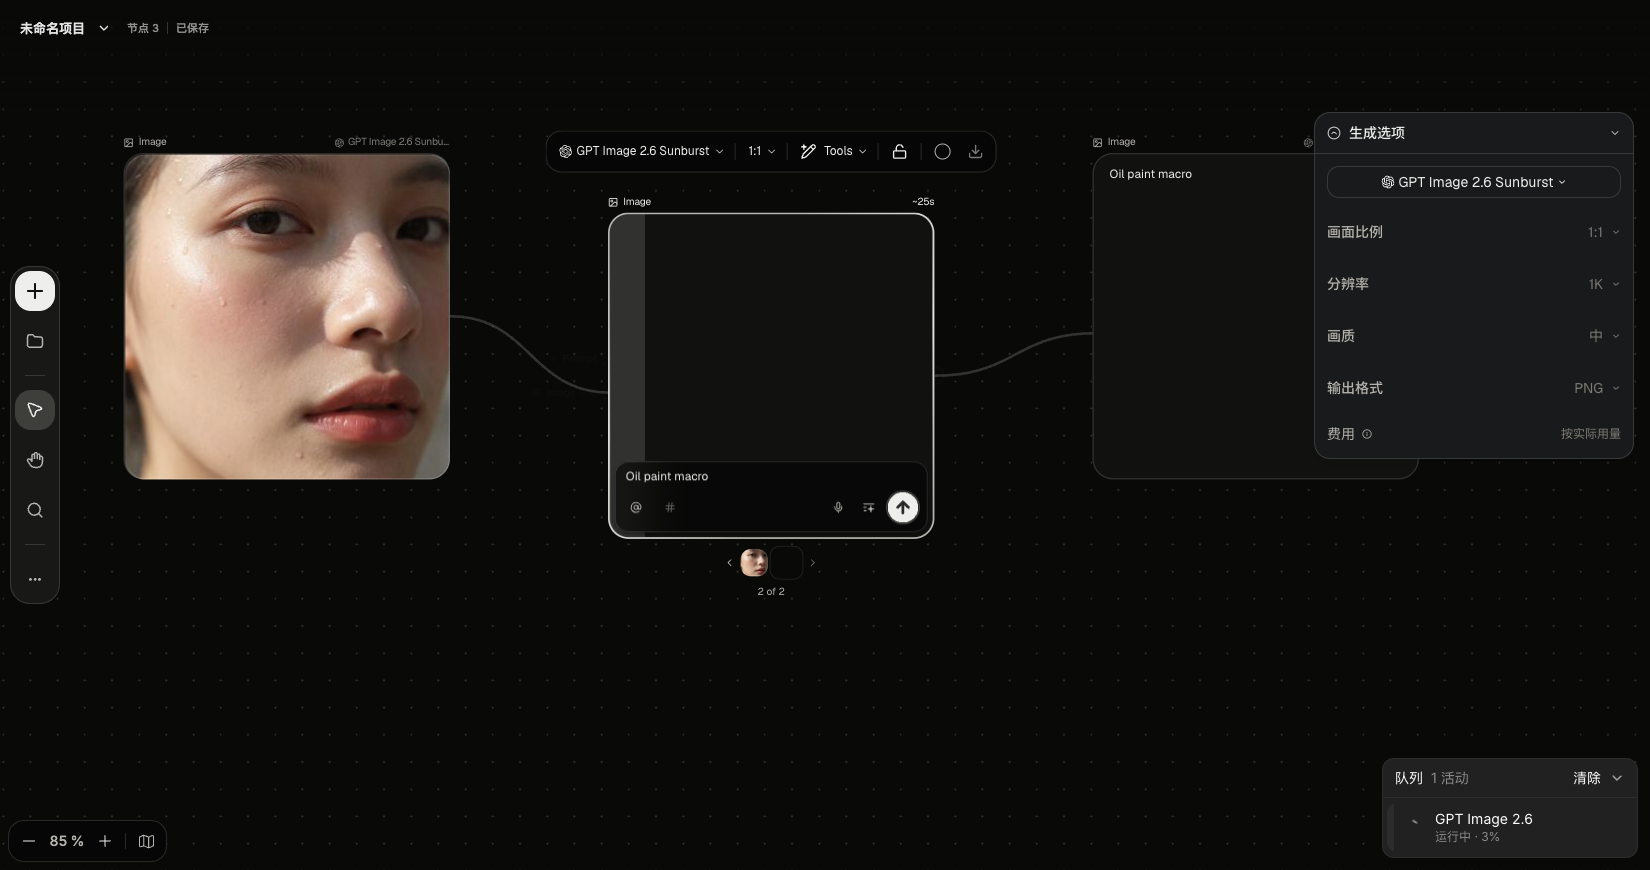 未命名项目
节点 3
已保存
Image
GPT Image 2.6 Sunbu...
GPT Image 2.6 Sunburst
1:1
Tools
Image
~25s
Oil paint macro
@
#
2 of 2
Image
Oil paint macro
生成选项
GPT Image 2.6 Sunburst
画面比例
1:1
分辨率
1K
画质
中
输出格式
PNG
费用
按实际用量
85 %
队列 1 活动
清除
GPT Image 2.6
运行中 · 3%